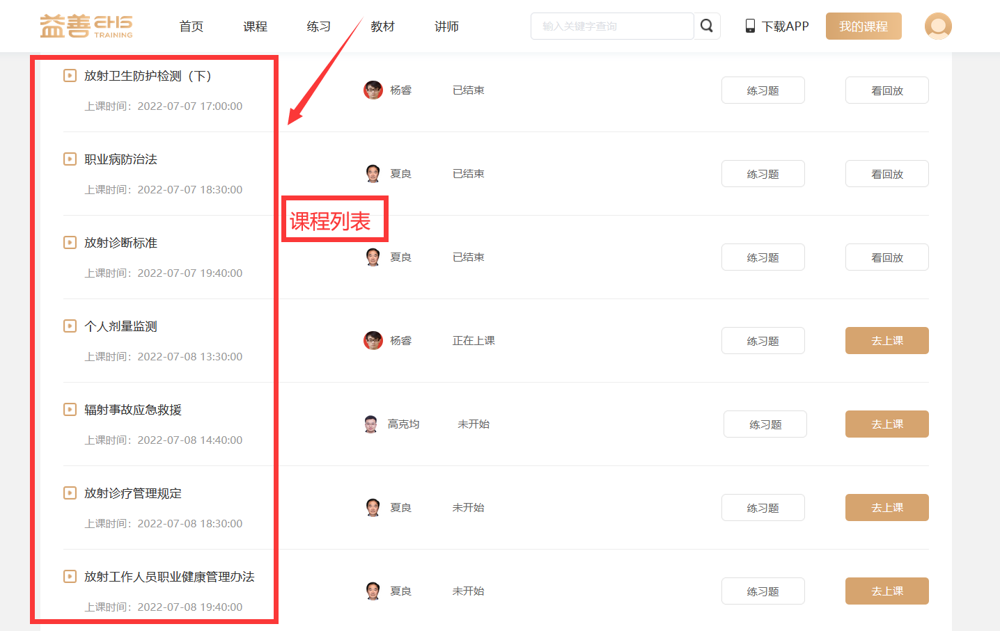 益善 EHS TRAINING
首页 课程 练习 教材 讲师
输入关键字查询
下载APP
我的课程
放射卫生防护检测（下）
上课时间：2022-07-07 17:00:00
杨睿 已结束 练习题 看回放
职业病防治法
上课时间：2022-07-07 18:30:00
夏良 已结束 练习题 看回放
课程列表
放射诊断标准
上课时间：2022-07-07 19:40:00
夏良 已结束 练习题 看回放
个人剂量监测
上课时间：2022-07-08 13:30:00
杨睿 正在上课 练习题 去上课
辐射事故应急救援
上课时间：2022-07-08 14:40:00
高克均 未开始 练习题 去上课
放射诊疗管理规定
上课时间：2022-07-08 18:30:00
夏良 未开始 练习题 去上课
放射工作人员职业健康管理办法
上课时间：2022-07-08 19:40:00
夏良 未开始 练习题 去上课